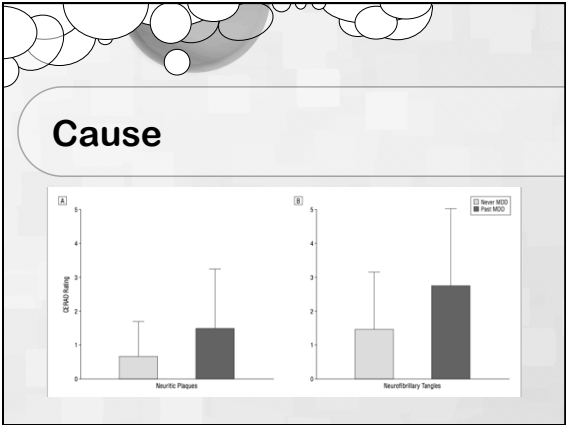 Cause
A
5
4
3
2
1
0
CERAD Rating
Neuritic Plaques
B
Never MDD
Past MDD
5
4
3
2
1
0
Neurofibrillary Tangles